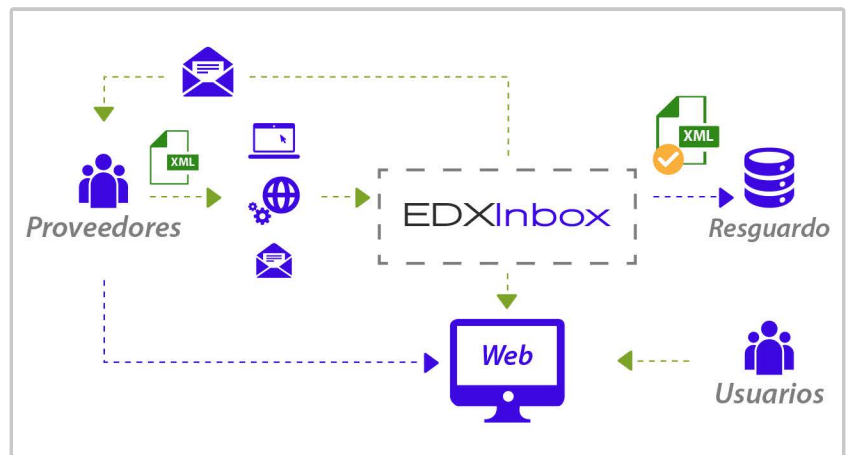 XML
XML
EDXInbox
Proveedores
Resguardo
Web
Usuarios